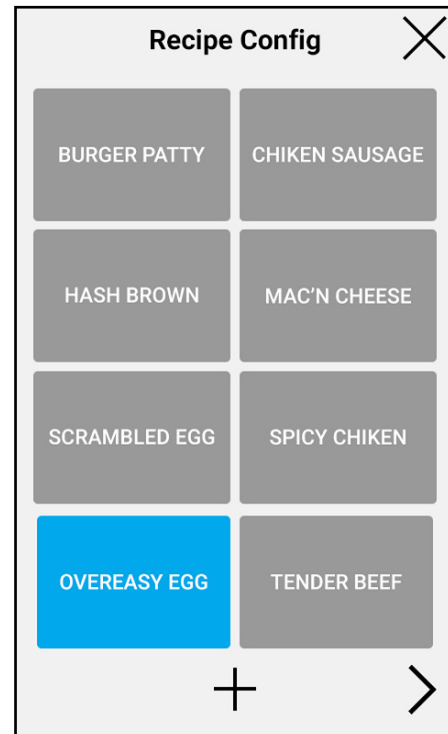 Recipe Config
BURGER PATTY
CHIKEN SAUSAGE
HASH BROWN
MAC'N CHEESE
SCRAMBLED EGG
SPICY CHIKEN
OVEREASY EGG
TENDER BEEF